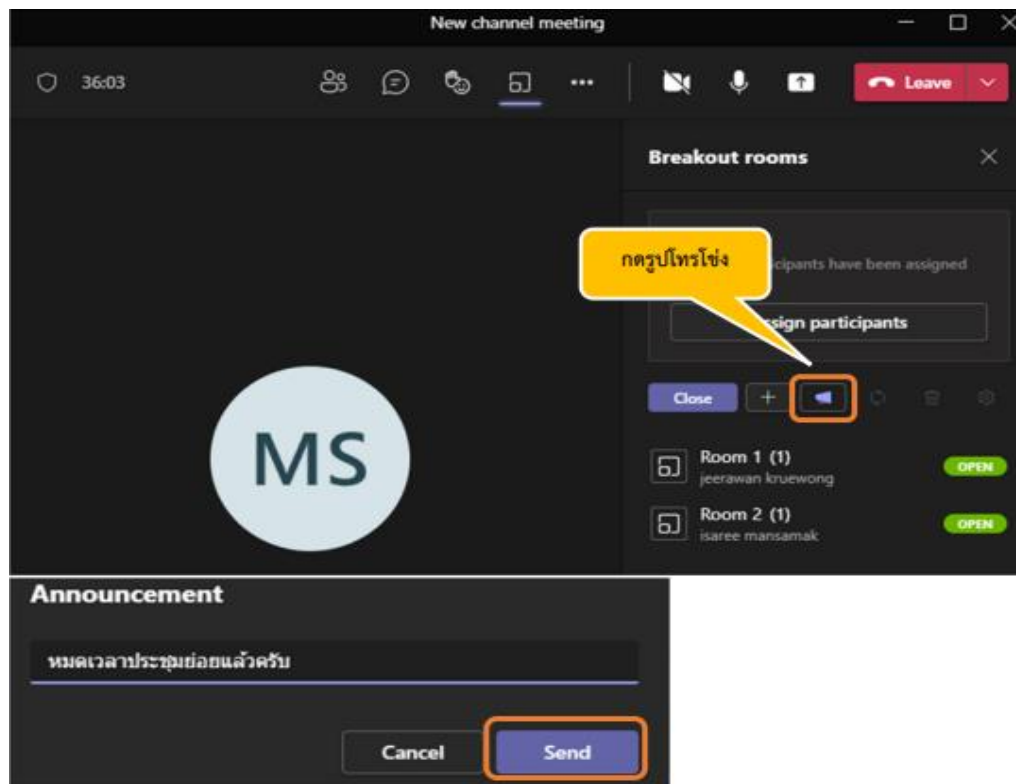 New channel meeting
36:03
Leave
Breakout rooms
กดรูปโทรโข่ง
have been assigned
participants
Close
Room 1 (1)
OPEN
jeerawan kruewong
Room 2 (1)
OPEN
isaree mansamak
Announcement
หมดเวลาประชุมย่อยแล้วครับ
Cancel
Send
MS